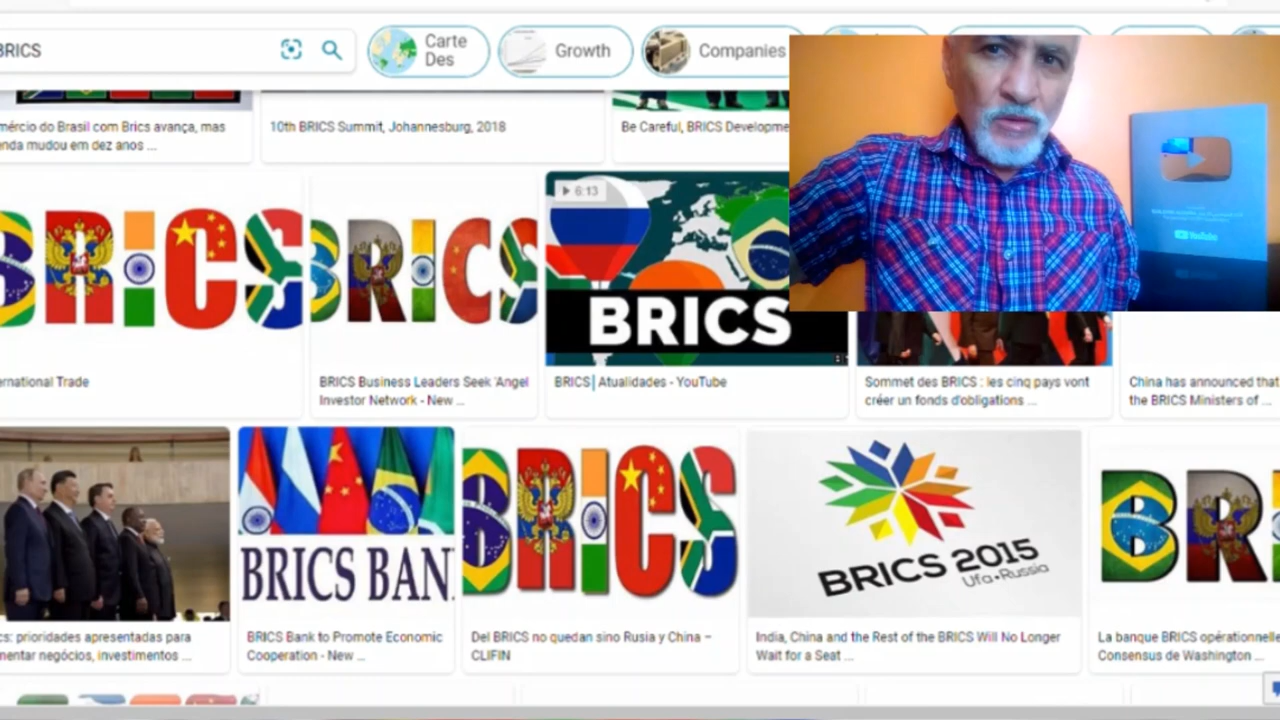 BRICS
Carte
Des
Growth
Companies
mércio do Brasil com Brics avança, mas
enda mudou em dez anos ...
10th BRICS Summit, Johannesburg, 2018
Be Careful, BRICS Developme
YouTube
BRICS
BRICS
6:13
BRICS
ernational Trade
BRICS Business Leaders Seek 'Angel
Investor Network - New ...
BRICS| Atualidades - YouTube
Sommet des BRICS : les cinq pays vont
créer un fonds d'obligations ...
China has announced that
the BRICS Ministers of ...
BRICS BAN
BRICS
BRICS 2015
Ufa•Russia
BRI
cs: prioridades apresentadas para
mentar negócios, investimentos ...
BRICS Bank to Promote Economic
Cooperation - New ...
Del BRICS no quedan sino Rusia y China –
CLIFIN
India, China and the Rest of the BRICS Will No Longer
Wait for a Seat ...
La banque BRICS opérationnelle
Consensus de Washington ...